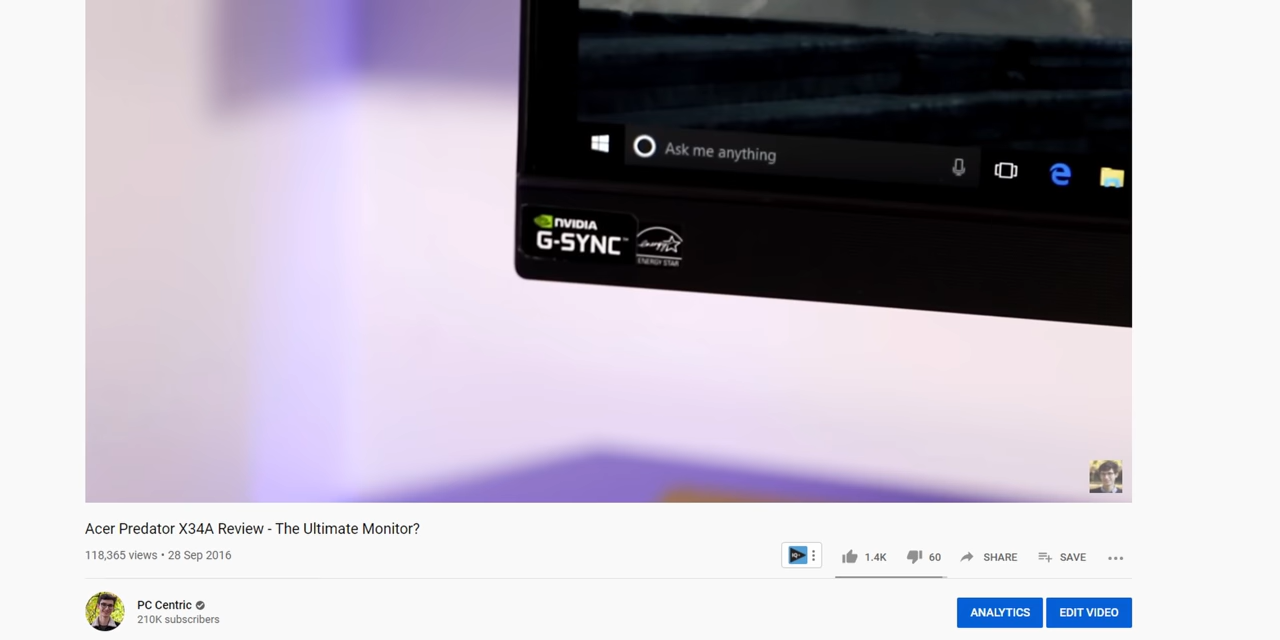 Ask me anything
NVIDIA
G-SYNC™
ENERGY STAR
Acer Predator X34A Review - The Ultimate Monitor?
118,365 views • 28 Sep 2016
1.4K
60
SHARE
SAVE
PC Centric
210K subscribers
ANALYTICS
EDIT VIDEO